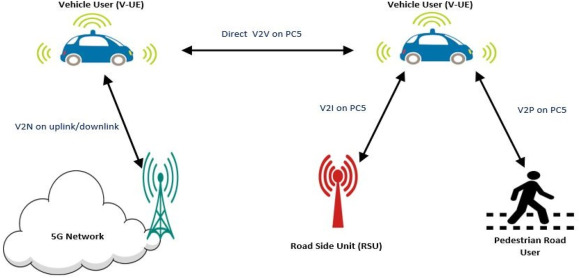 Vehicle User (V-UE)
Vehicle User (V-UE)
Direct V2V on PC5
V2N on uplink/downlink
V2I on PC5
V2P on PC5
5G Network
Road Side Unit (RSU)
Pedestrian Road
User